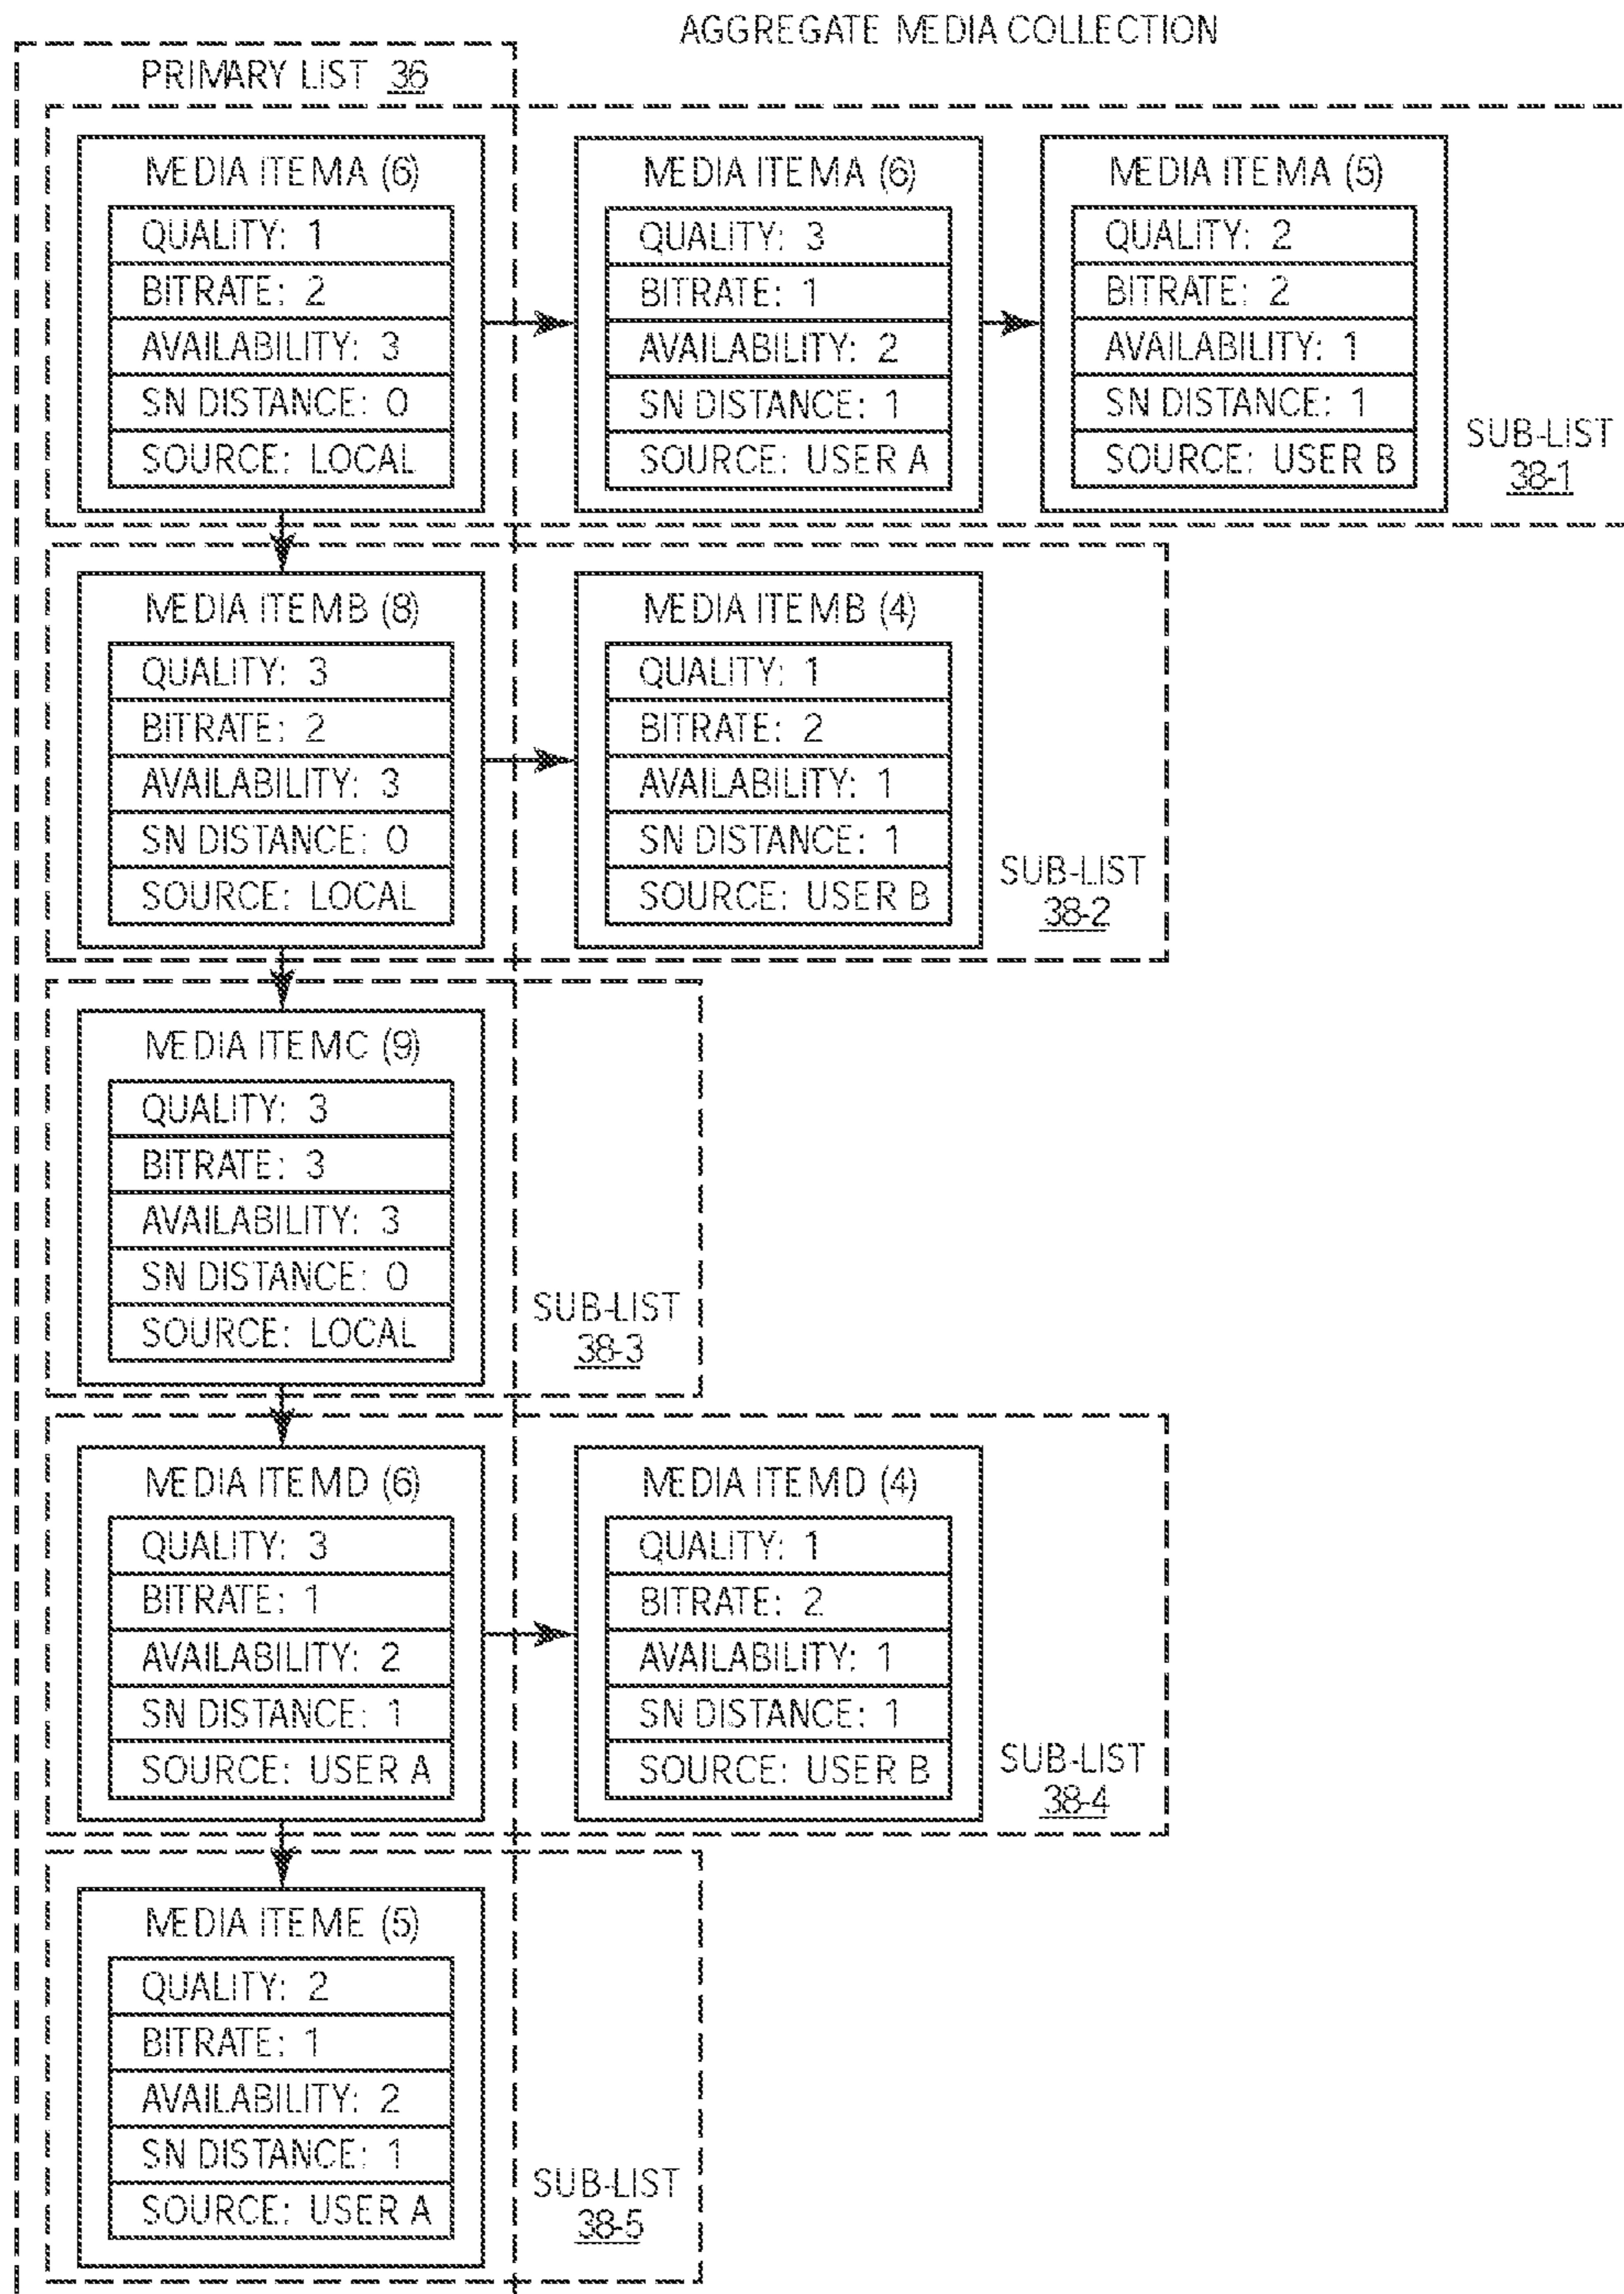 AGGREGATE MEDIA COLLECTION
PRIMARY LIST 36
MEDIA ITEM A (6)
QUALITY: 1
BITRATE: 2
AVAILABILITY: 3
SN DISTANCE: 0
SOURCE: LOCAL
MEDIA ITEM A (6)
QUALITY: 3
BITRATE: 1
AVAILABILITY: 2
SN DISTANCE: 1
SOURCE: USER A
MEDIA ITEM A (5)
QUALITY: 2
BITRATE: 2
AVAILABILITY: 1
SN DISTANCE: 1
SOURCE: USER B
SUB-LIST
38-1
MEDIA ITEM B (8)
QUALITY: 3
BITRATE: 2
AVAILABILITY: 3
SN DISTANCE: 0
SOURCE: LOCAL
MEDIA ITEM B (4)
QUALITY: 1
BITRATE: 2
AVAILABILITY: 1
SN DISTANCE: 1
SOURCE: USER B
SUB-LIST
38-2
MEDIA ITEM C (9)
QUALITY: 3
BITRATE: 3
AVAILABILITY: 3
SN DISTANCE: 0
SOURCE: LOCAL
SUB-LIST
38-3
MEDIA ITEM D (6)
QUALITY: 3
BITRATE: 1
AVAILABILITY: 2
SN DISTANCE: 1
SOURCE: USER A
MEDIA ITEM D (4)
QUALITY: 1
BITRATE: 2
AVAILABILITY: 1
SN DISTANCE: 1
SOURCE: USER B
SUB-LIST
38-4
MEDIA ITEM E (5)
QUALITY: 2
BITRATE: 1
AVAILABILITY: 2
SN DISTANCE: 1
SOURCE: USER A
SUB-LIST
38-5